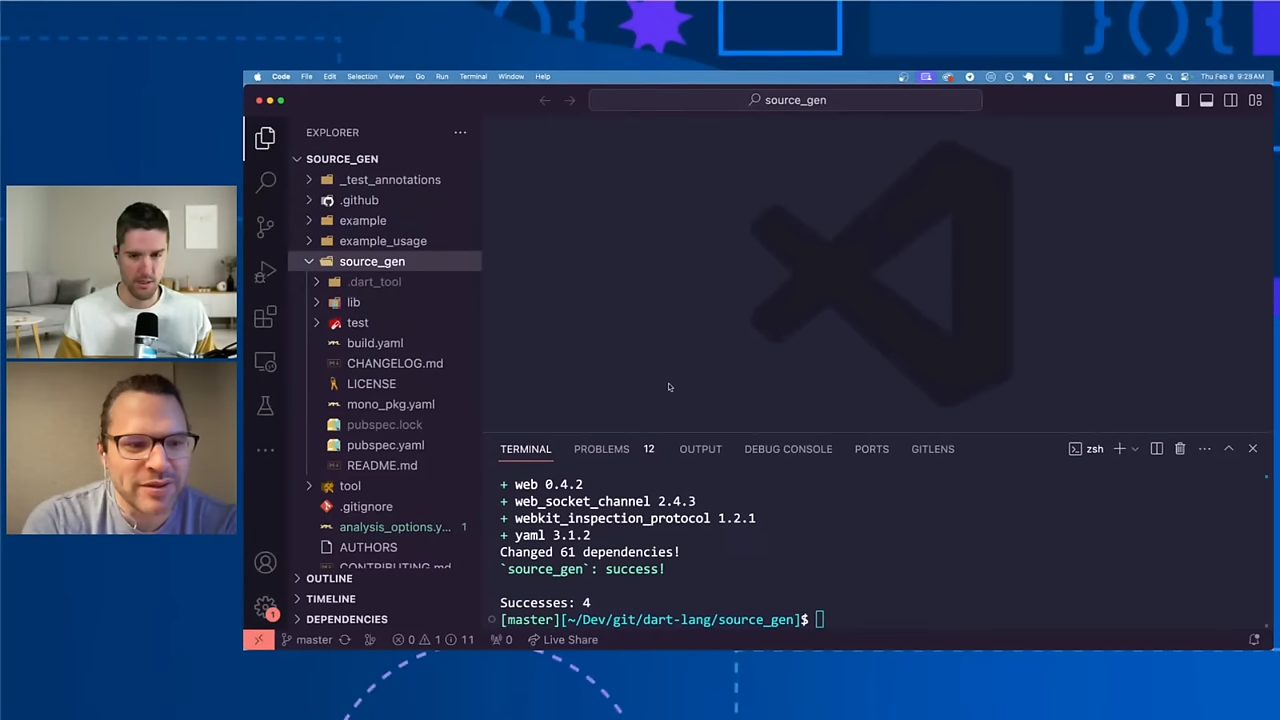 Code File Edit Selection View Go Run Terminal Window Help Thu Feb 8 9:28 AM
source_gen
EXPLORER
SOURCE_GEN
_test_annotations
.github
example
example_usage
source_gen
.dart_tool
lib
test
build.yaml
CHANGELOG.md
LICENSE
mono_pkg.yaml
pubspec.lock
pubspec.yaml
README.md
tool
.gitignore
analysis_options.y... 1
AUTHORS
CONTRIBUTING.md
OUTLINE
TIMELINE
DEPENDENCIES
TERMINAL PROBLEMS 12 OUTPUT DEBUG CONSOLE PORTS GITLENS zsh
+ web 0.4.2
+ web_socket_channel 2.4.3
+ webkit_inspection_protocol 1.2.1
+ yaml 3.1.2
Changed 61 dependencies!
`source_gen`: success!
Successes: 4
[master][~/Dev/git/dart-lang/source_gen]$
1
master 0 1 11 0 Live Share